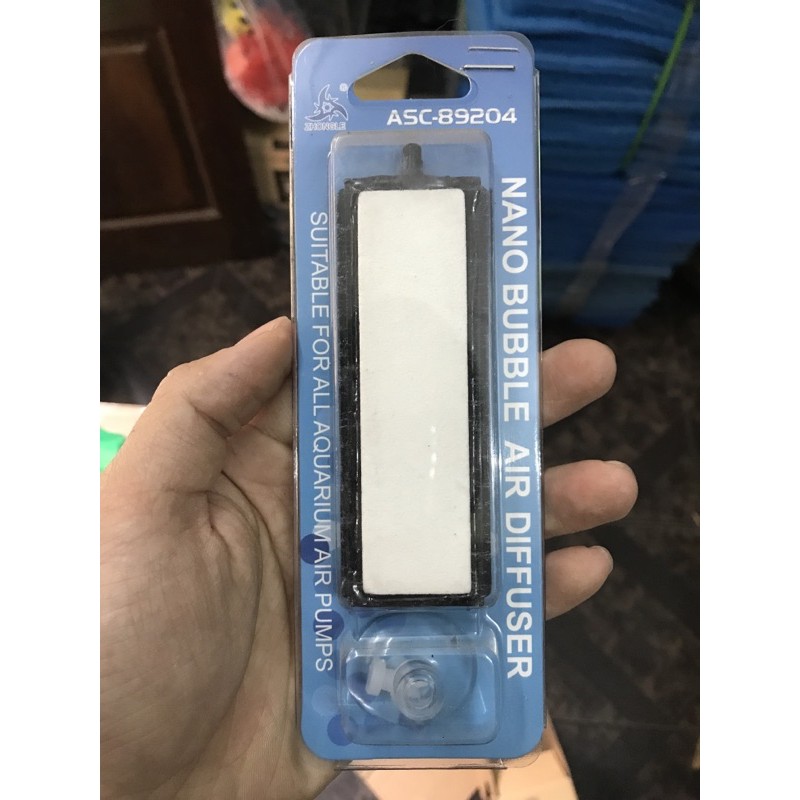 ®
ZHONGLE
ASC-89204
NANO BUBBLE AIR DIFFUSER
SUITABLE FOR ALL AQUARIUM AIR PUMPS